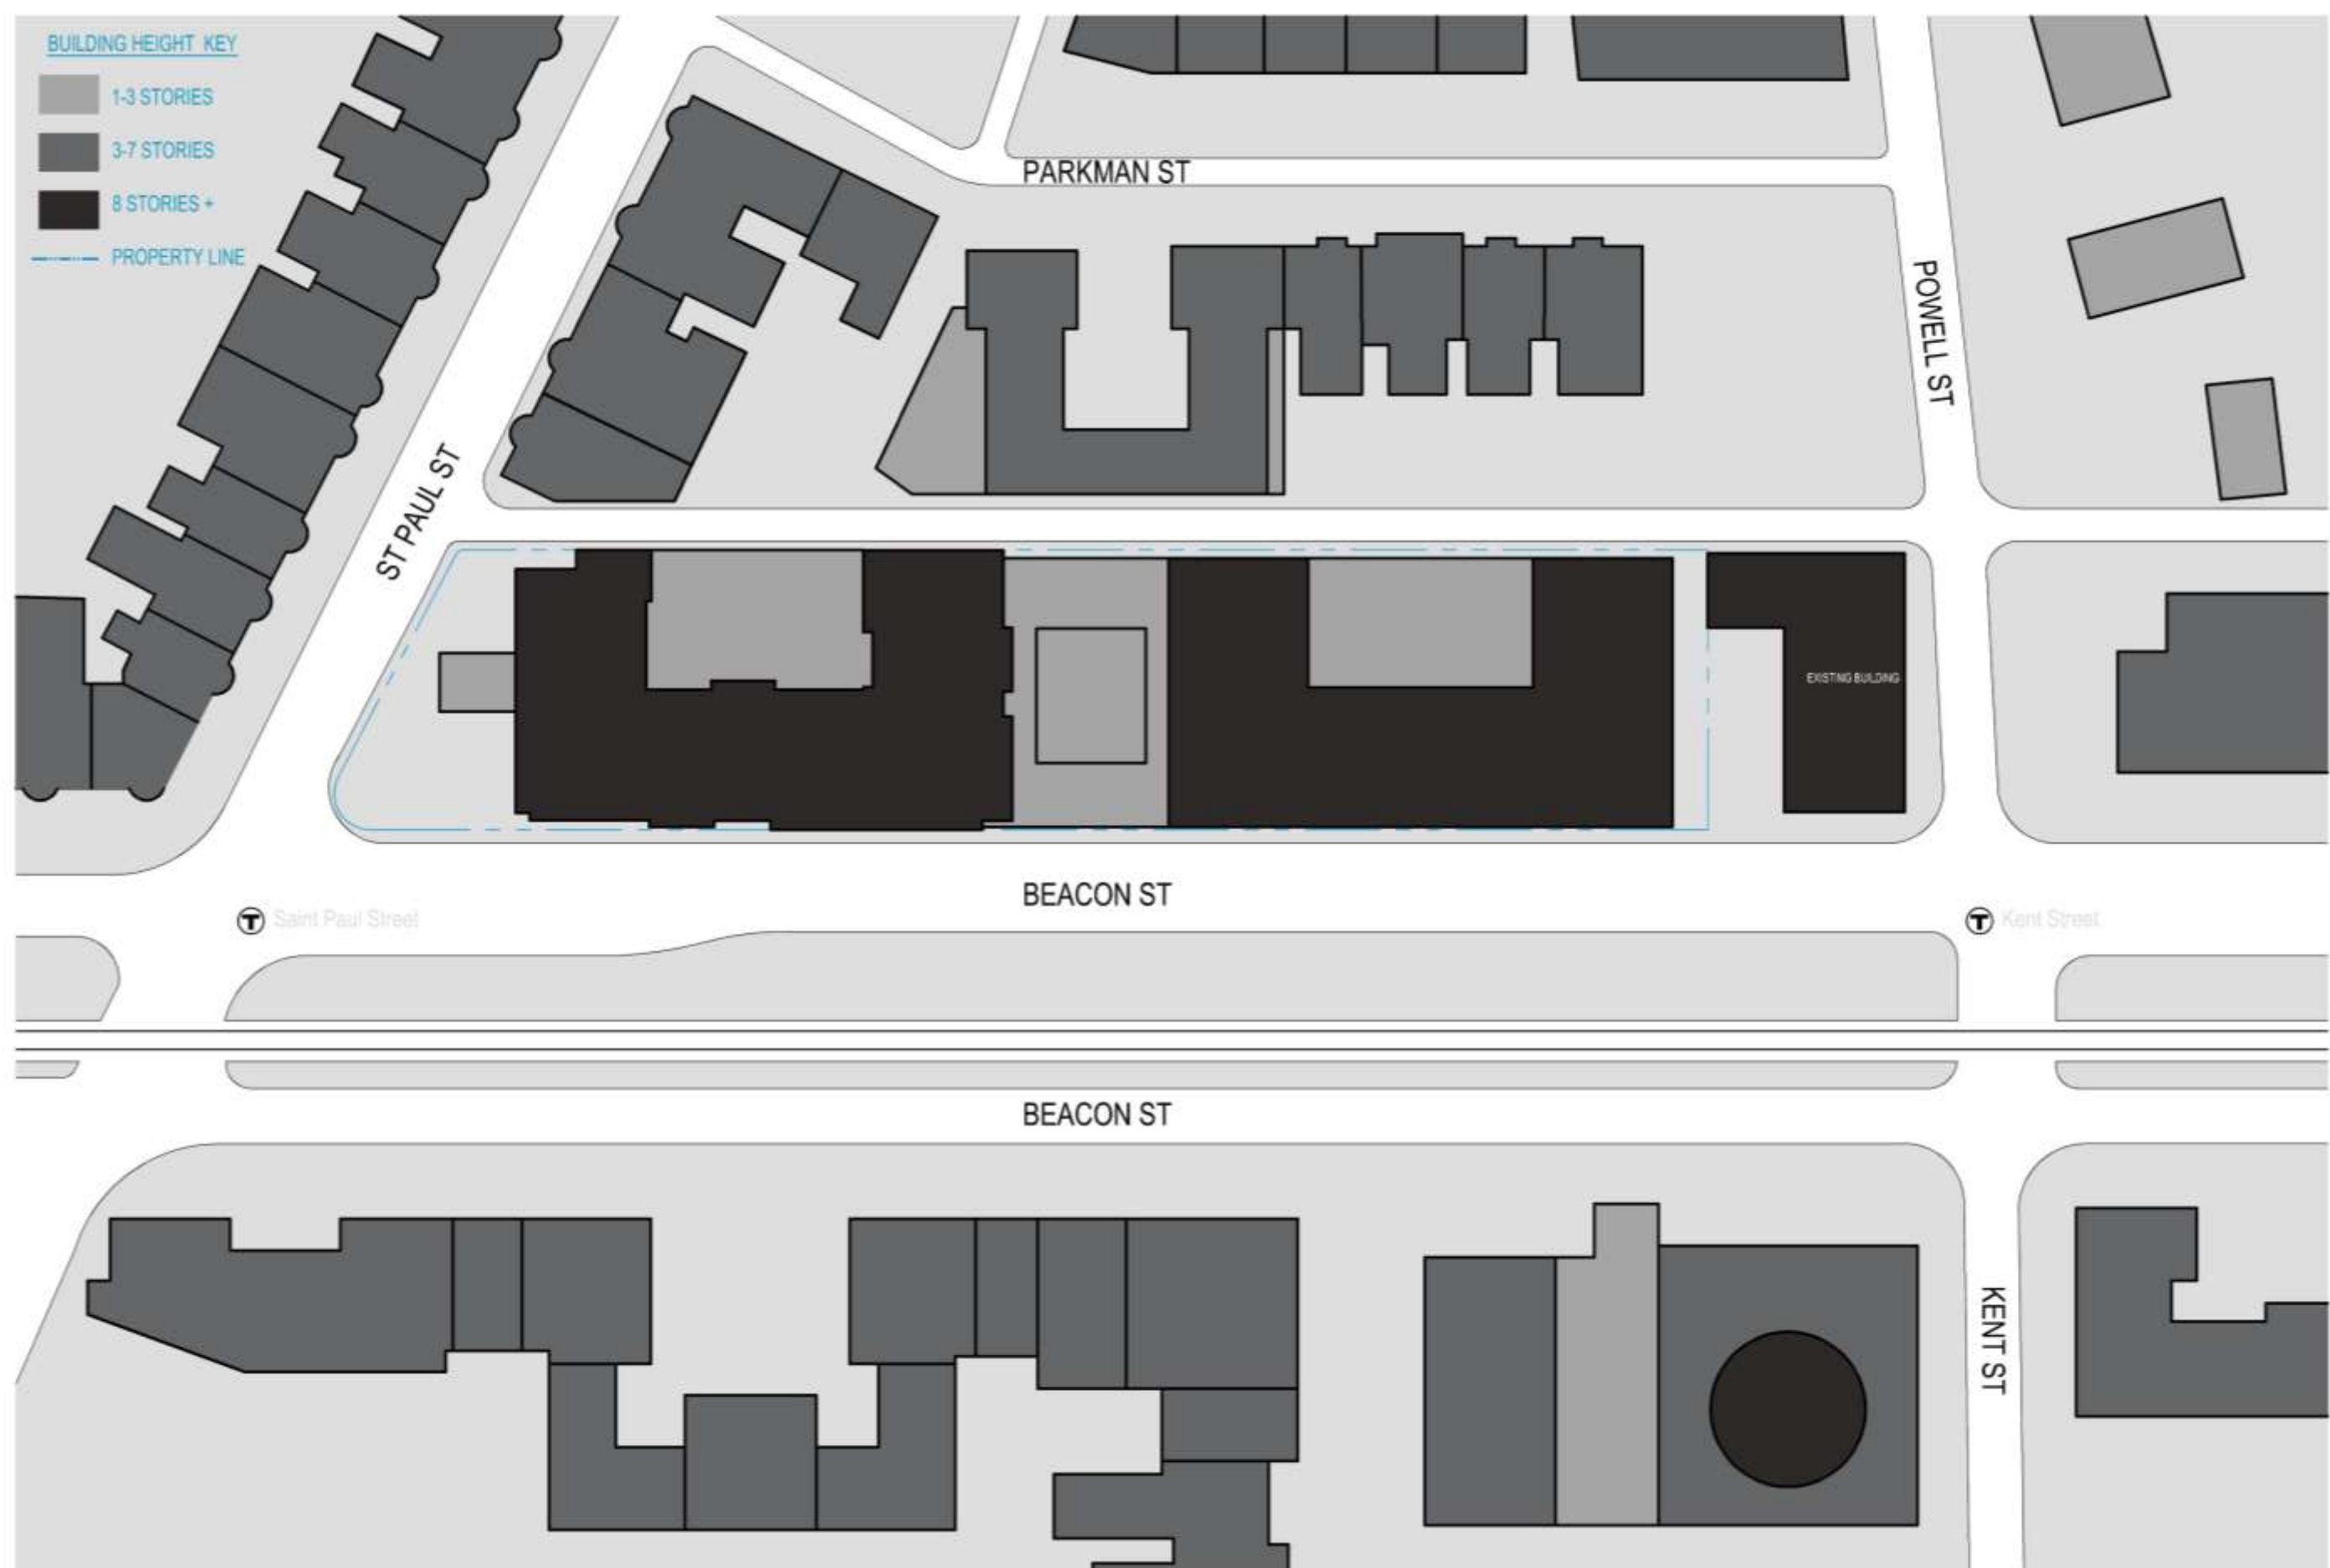 BUILDING HEIGHT KEY
1-3 STORIES
3-7 STORIES
8 STORIES +
PROPERTY LINE
PARKMAN ST
POWELL ST
ST PAUL ST
EXISTING BUILDING
BEACON ST
T Saint Paul Street
T Kent Street
BEACON ST
KENT ST